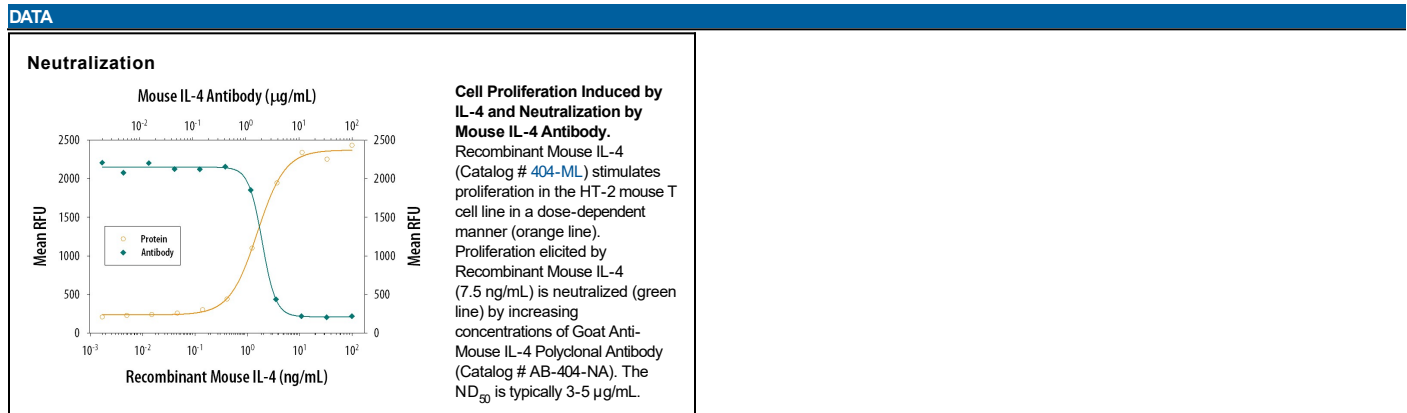 DATA
Neutralization
Mouse IL-4 Antibody (µg/mL)
10-2 10-1 100 101 102
2500 2500
2000 2000
1500 1500
1000 1000
500 500
0 0
Mean RFU
Mean RFU
Protein
Antibody
10-3 10-2 10-1 100 101 102
Recombinant Mouse IL-4 (ng/mL)
Cell Proliferation Induced by
IL-4 and Neutralization by
Mouse IL-4 Antibody.
Recombinant Mouse IL-4
(Catalog # 404-ML) stimulates
proliferation in the HT-2 mouse T
cell line in a dose-dependent
manner (orange line).
Proliferation elicited by
Recombinant Mouse IL-4
(7.5 ng/mL) is neutralized (green
line) by increasing
concentrations of Goat Anti-
Mouse IL-4 Polyclonal Antibody
(Catalog # AB-404-NA). The
ND50 is typically 3-5 µg/mL.